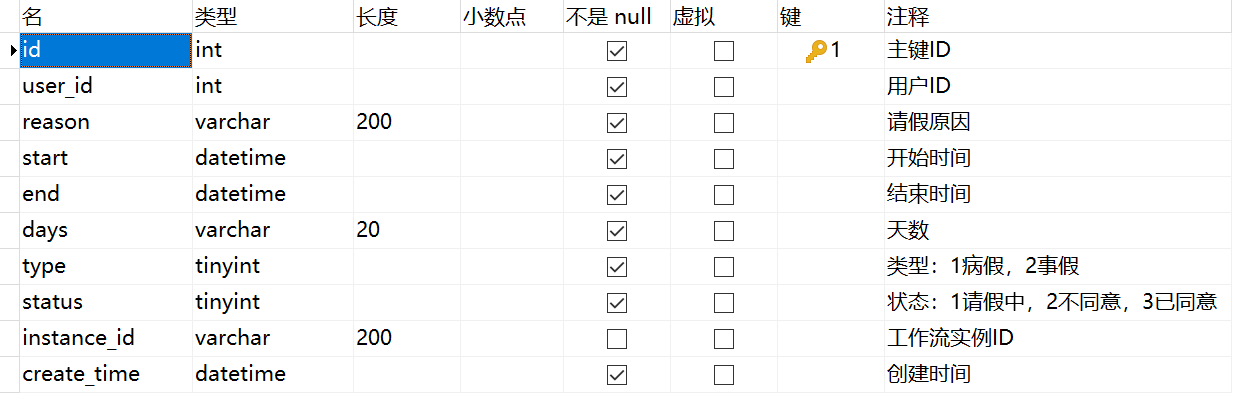 名 类型 长度 小数点 不是 null 虚拟 键 注释
id int 1 主键ID
user_id int 用户ID
reason varchar 200 请假原因
start datetime 开始时间
end datetime 结束时间
days varchar 20 天数
type tinyint 类型：1病假，2事假
status tinyint 状态：1请假中，2不同意，3已同意
instance_id varchar 200 工作流实例ID
create_time datetime 创建时间